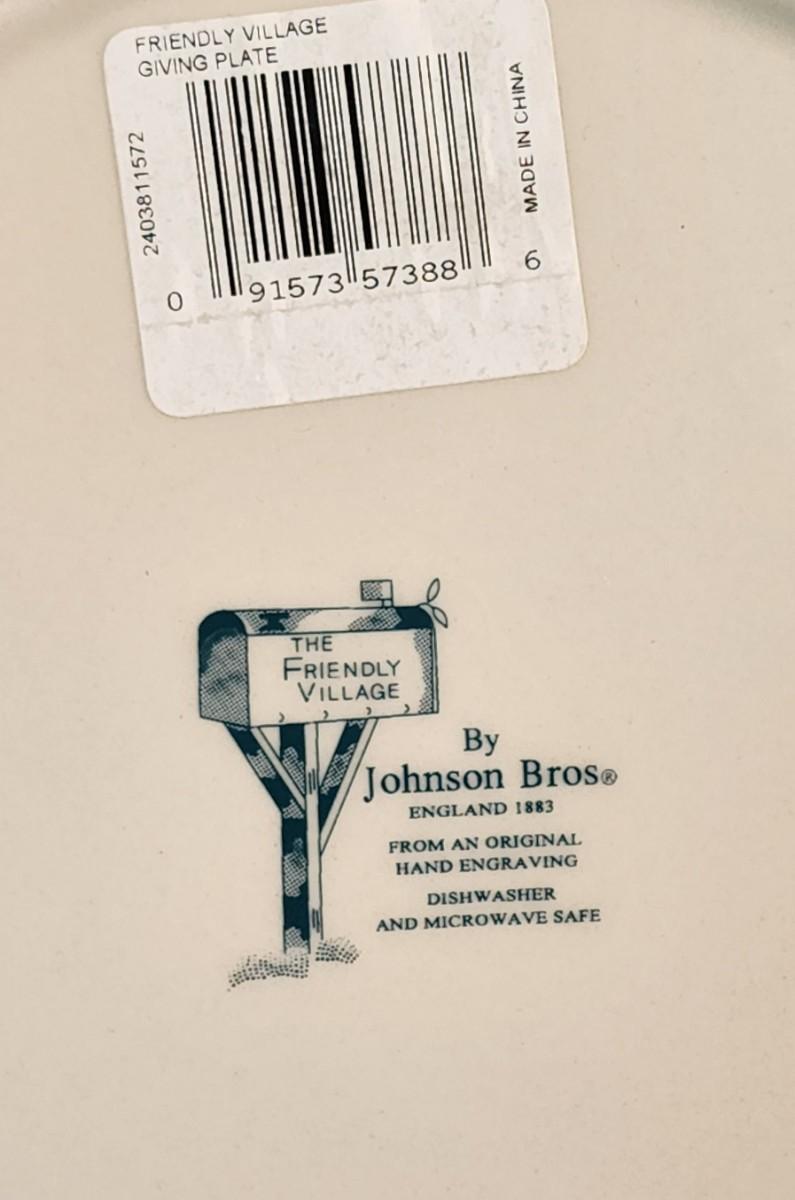 FRIENDLY VILLAGE
GIVING PLATE
2403811572
MADE IN CHINA
0 91573 57388 6
THE
FRIENDLY
VILLAGE
By
Johnson Bros®
ENGLAND 1883
FROM AN ORIGINAL
HAND ENGRAVING
DISHWASHER
AND MICROWAVE SAFE